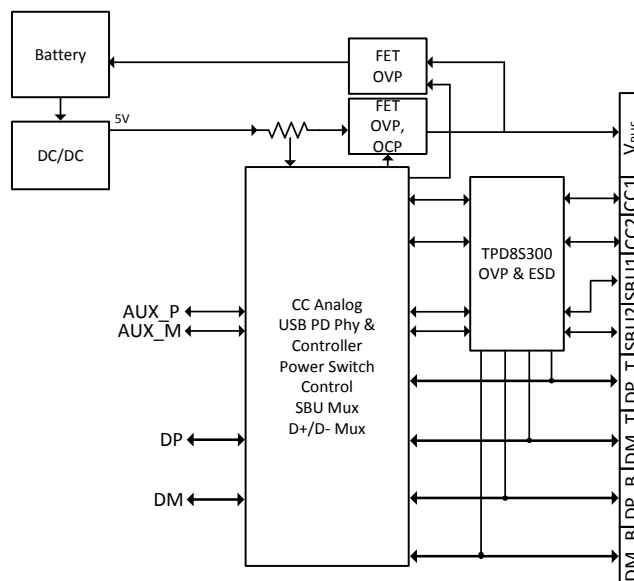 Battery
FET
OVP
5V
FET
OVP,
OCP
DC/DC
VBUS
CC1
CC2
SBU1
SBU2
DP_T
DM_T
DP_B
DM_B
TPD8S300
OVP & ESD
AUX_P
AUX_M
CC Analog
USB PD Phy &
Controller
Power Switch
Control
SBU Mux
D+/D- Mux
DP
DM